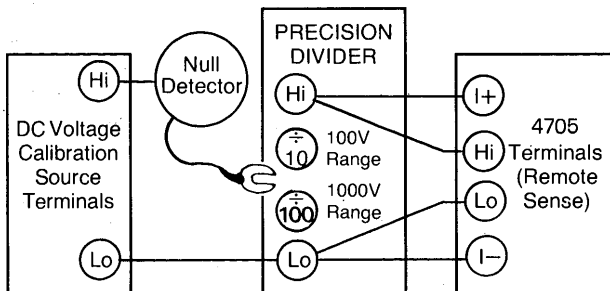 Hi
DC Voltage
Calibration
Source
Terminals
Lo
Null
Detector
PRECISION
DIVIDER
Hi
÷
10
100V
Range
÷
100
1000V
Range
Lo
I+
Hi
Lo
I−
4705
Terminals
(Remote
Sense)